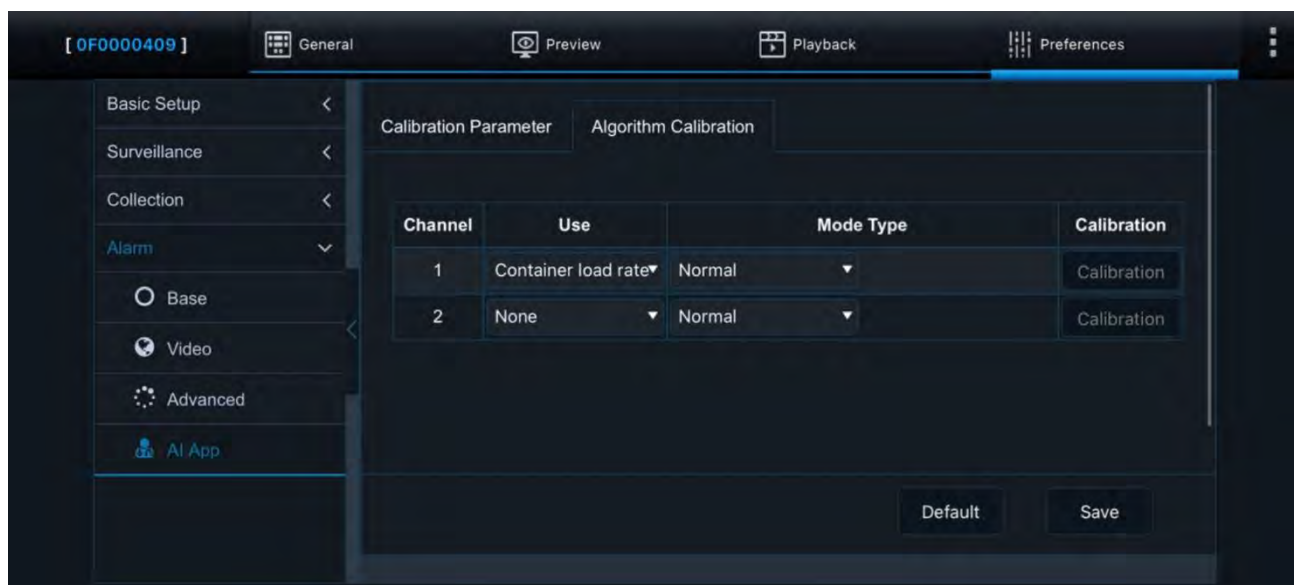 [ 0F0000409 ] General Preview Playback Preferences
Basic Setup
Surveillance
Collection
Alarm
Base
Video
Advanced
AI App
Calibration Parameter Algorithm Calibration
Channel Use Mode Type Calibration
1 Container load rate Normal Calibration
2 None Normal Calibration
Default Save